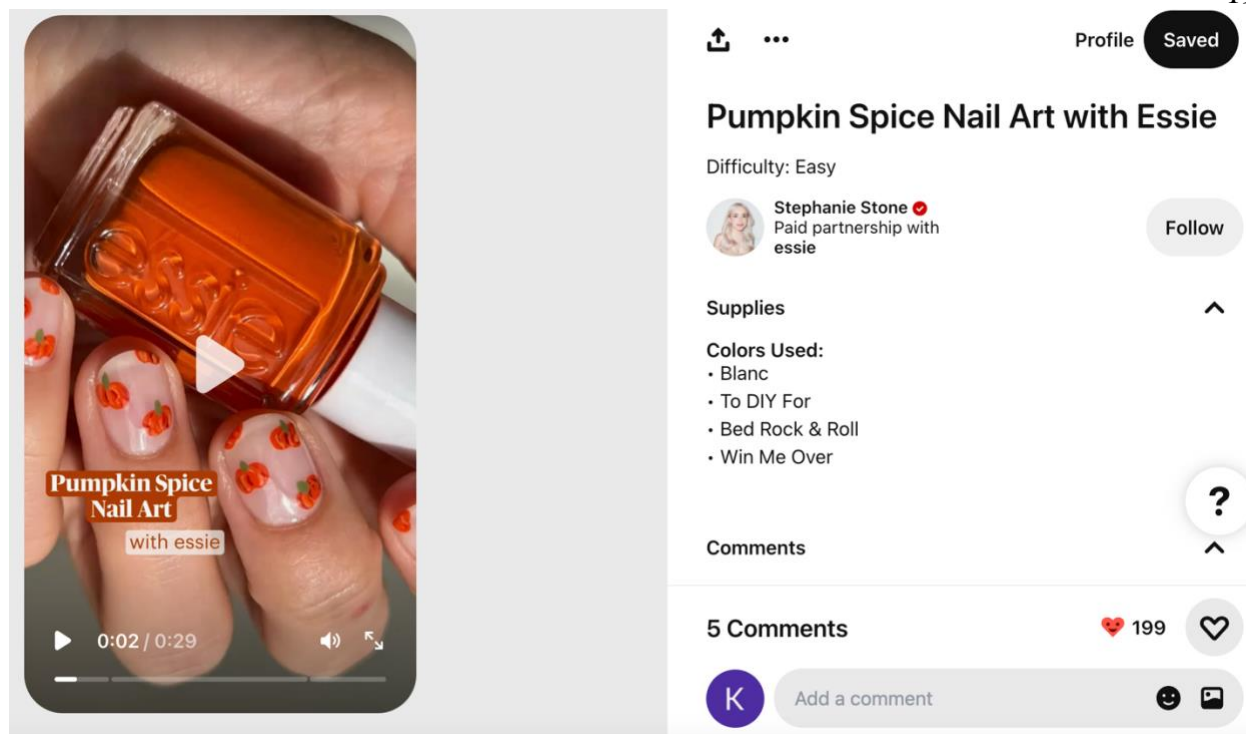 essie
Pumpkin Spice
Nail Art
with essie
0:02 / 0:29
Profile
Saved
Pumpkin Spice Nail Art with Essie
Difficulty: Easy
Stephanie Stone
Paid partnership with
essie
Follow
Supplies
Colors Used:
• Blanc
• To DIY For
• Bed Rock & Roll
• Win Me Over
?
Comments
5 Comments
199
K
Add a comment